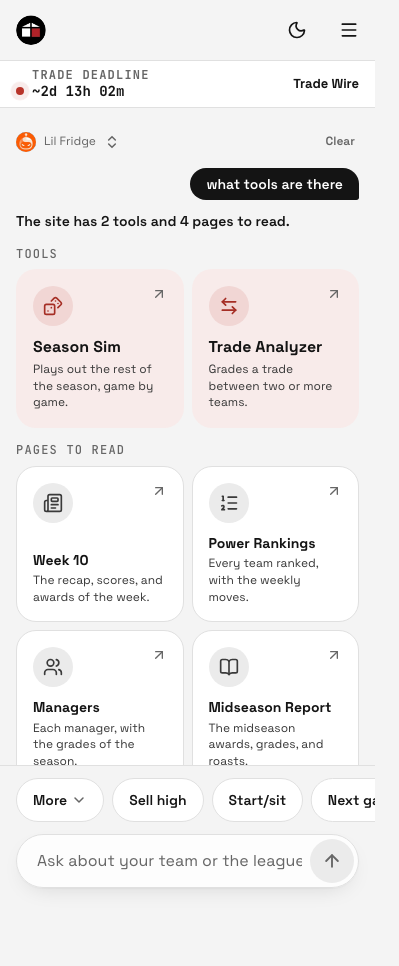 TRADE DEADLINE
~2d 13h 02m
Trade Wire
Lil Fridge
Clear
what tools are there
The site has 2 tools and 4 pages to read.
TOOLS
Season Sim
Plays out the rest of
the season, game by
game.
Trade Analyzer
Grades a trade
between two or more
teams.
PAGES TO READ
Week 10
The recap, scores, and
awards of the week.
Power Rankings
Every team ranked,
with the weekly
moves.
Managers
Each manager, with
the grades of the
season.
Midseason Report
The midseason
awards, grades, and
roasts.
More
Sell high
Start/sit
Next ga
Ask about your team or the league